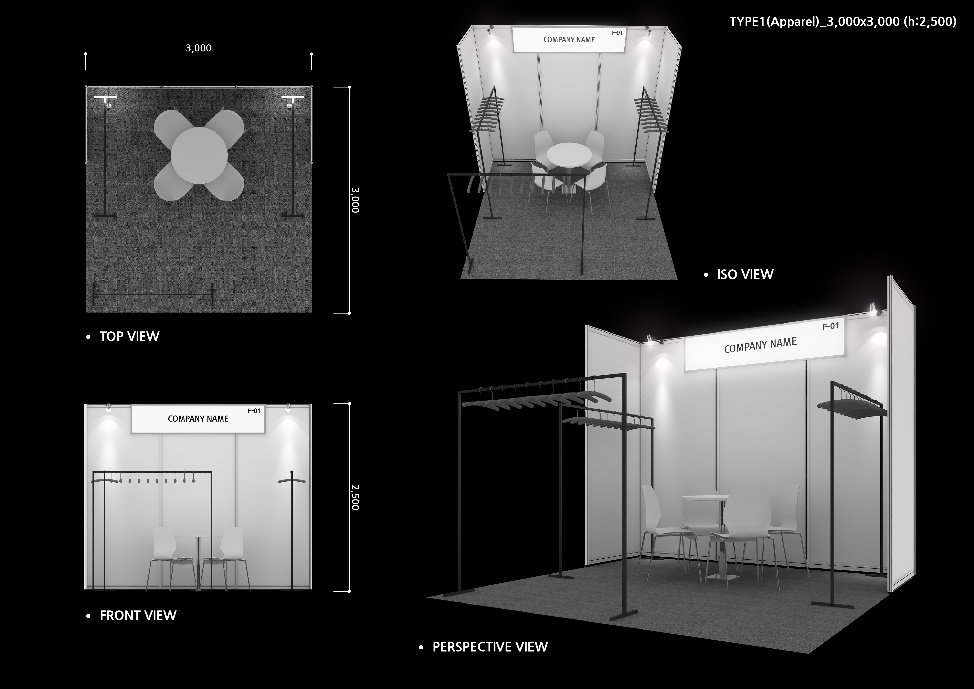 TYPE1(Apparel)_3,000x3,000 (h:2,500)
3,000
3,000
• TOP VIEW
COMPANY NAME
F-01
• ISO VIEW
COMPANY NAME
F-01
2,500
• FRONT VIEW
COMPANY NAME
F-01
• PERSPECTIVE VIEW